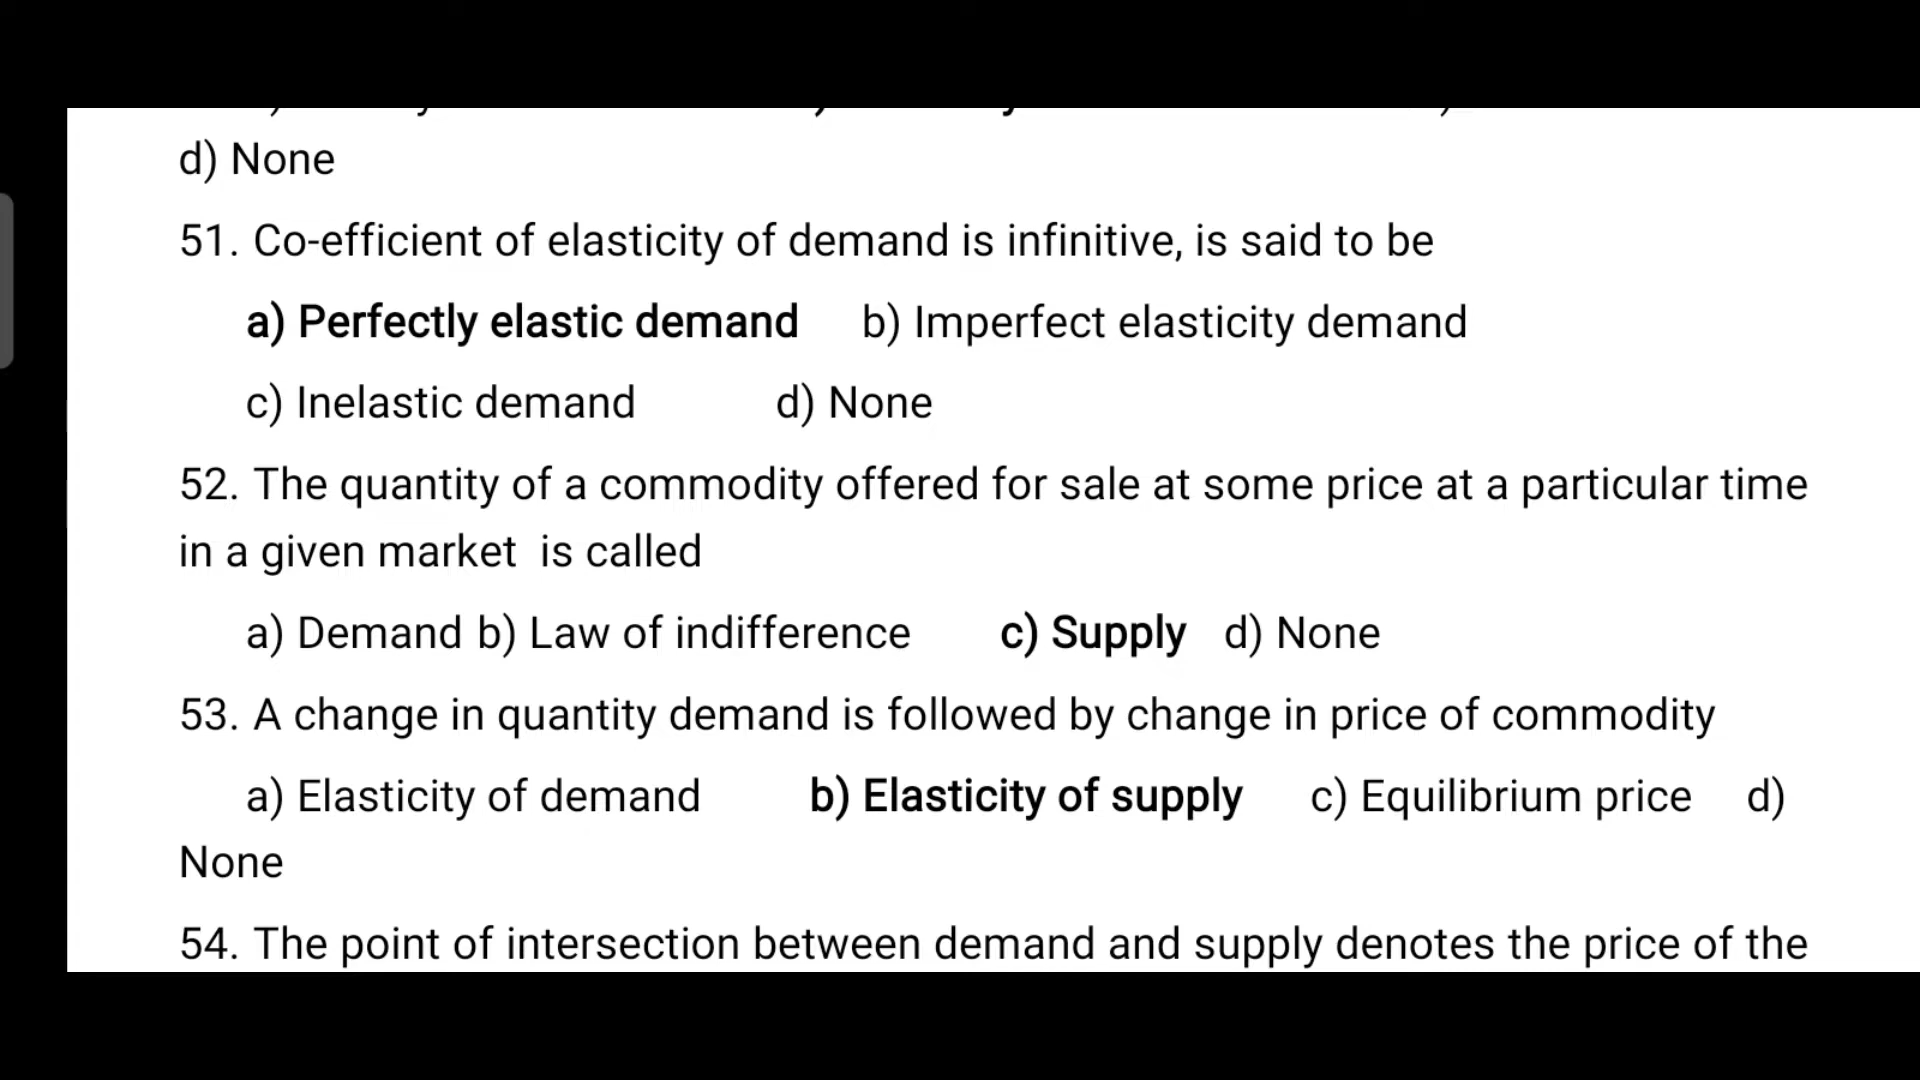 d) None
51. Co-efficient of elasticity of demand is infinitive, is said to be
a) Perfectly elastic demand b) Imperfect elasticity demand
c) Inelastic demand d) None
52. The quantity of a commodity offered for sale at some price at a particular time
in a given market is called
a) Demand b) Law of indifference c) Supply d) None
53. A change in quantity demand is followed by change in price of commodity
a) Elasticity of demand b) Elasticity of supply c) Equilibrium price d)
None
54. The point of intersection between demand and supply denotes the price of the